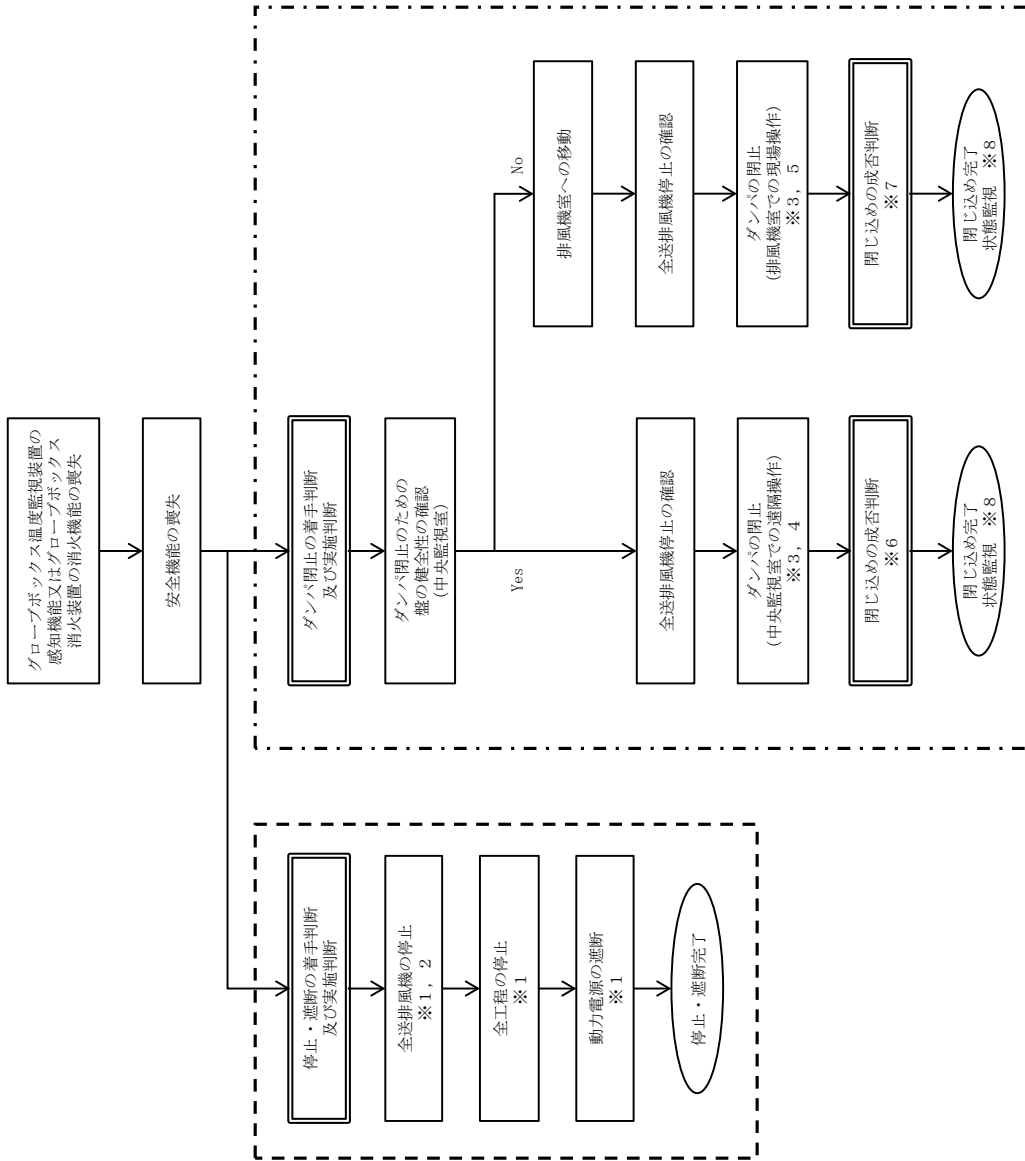 グローブボックス温度監視装置の
感知機能又はグローブボックス
消火装置の消火機能の喪失
安全機能の喪失
停止・遮断の着手判断
及び実施判断
全送排風機の停止
※1,2
全工程の停止
※1
動力電源の遮断
※1
停止・遮断完了
ダンパ閉止の着手判断
及び実施判断
ダンパ閉止のための
盤の健全性の確認
(中央監視室)
Yes
No
全送排風機停止の確認
ダンパの閉止
(中央監視室での遠隔操作)
※3,4
閉じ込めの成否判断
※6
閉じ込め完了
状態監視 ※8
排風機室への移動
全送排風機停止の確認
ダンパの閉止
(排風機室での現場操作)
※3,5
閉じ込めの成否判断
※7
閉じ込め完了
状態監視 ※8